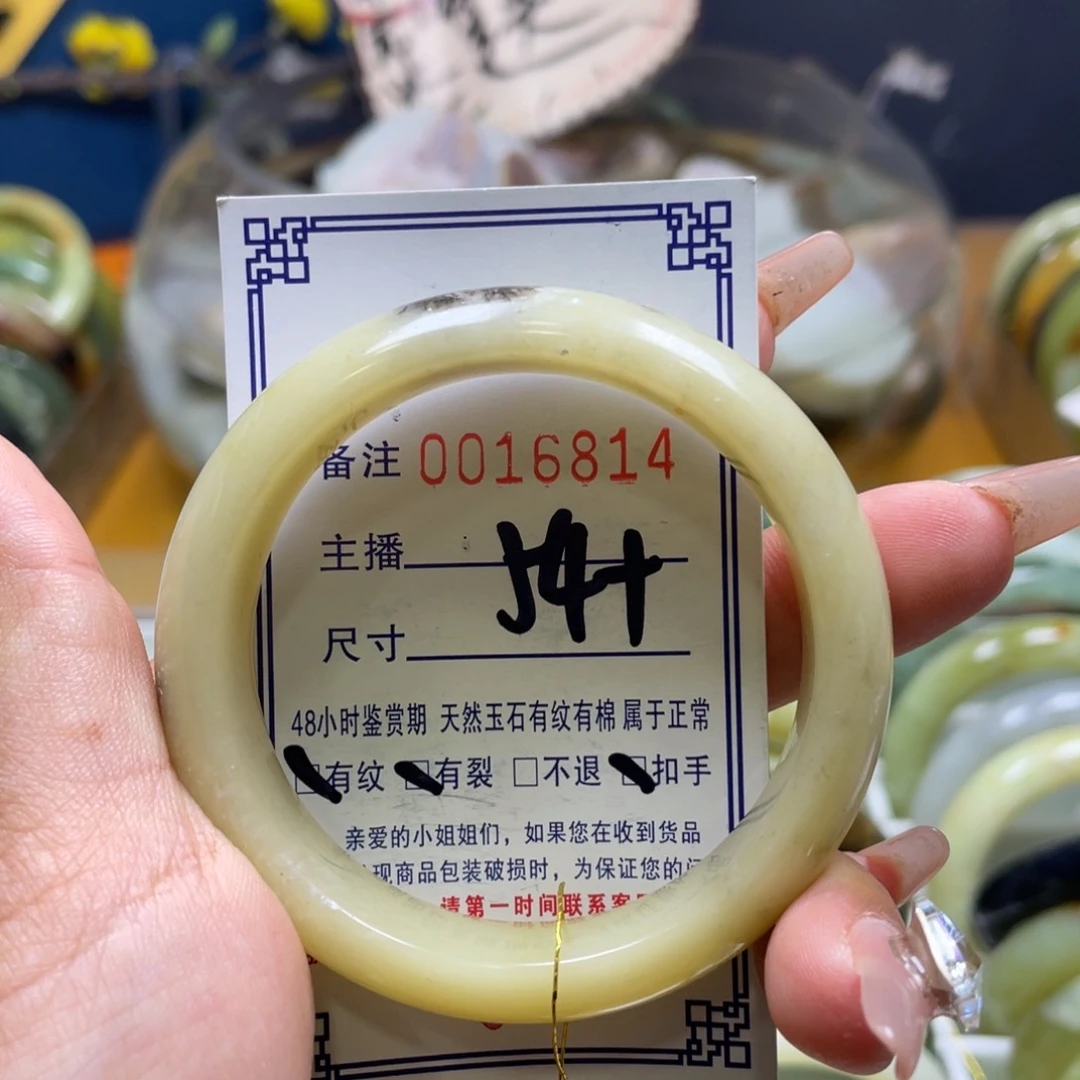 备注 0016814
主播
54+
尺寸
48小时鉴赏期 天然玉石有纹有棉 属于正常
□有纹 □有裂 □不退 □扣手
亲爱的小姐姐们，如果您在收到货品
现商品包装破损时，为保证您的
请第一时间联系客